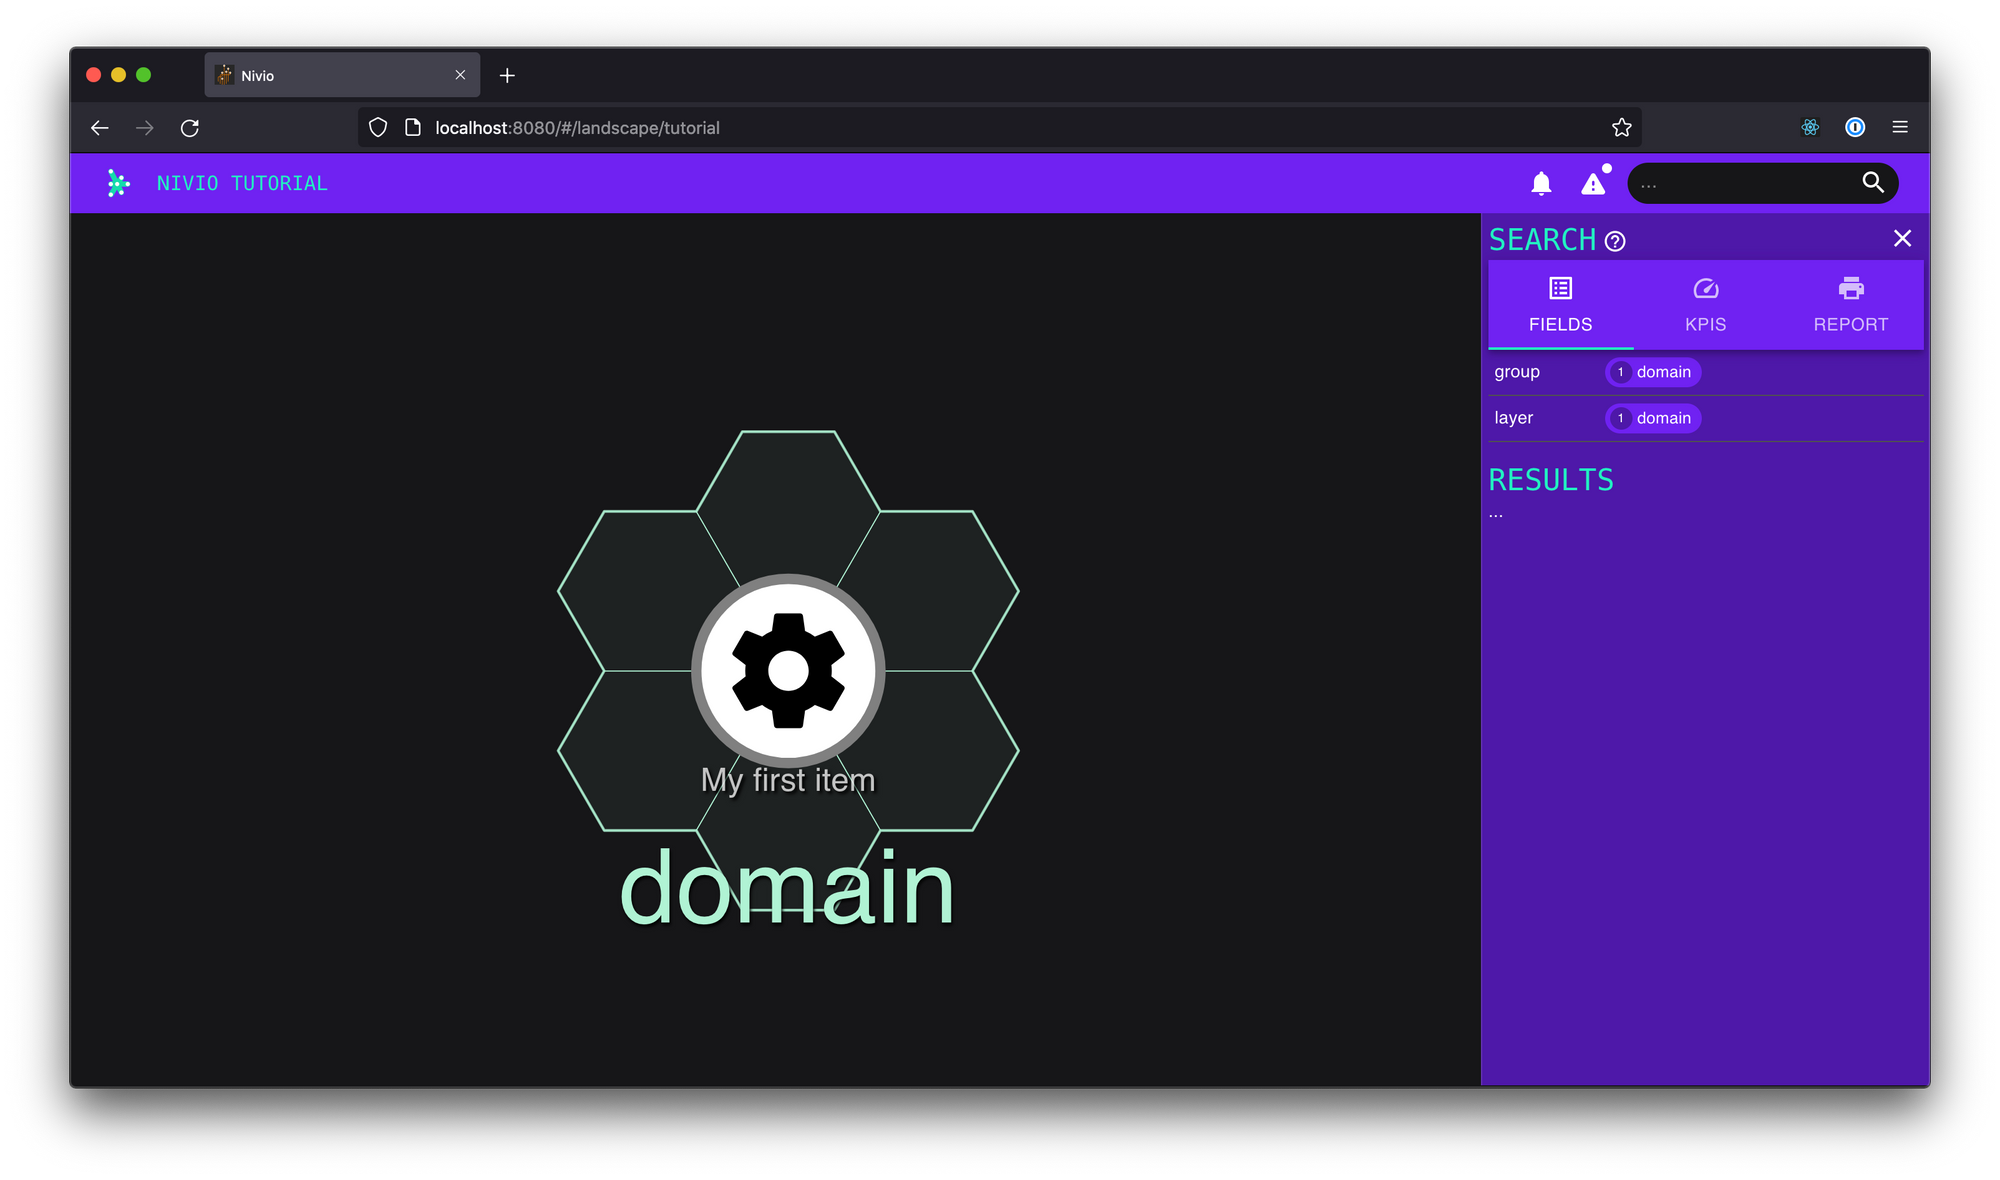 Nivio
localhost:8080/#/landscape/tutorial
NIVIO TUTORIAL
...
SEARCH
FIELDS KPIS REPORT
group 1 domain
layer 1 domain
RESULTS
...
My first item
domain